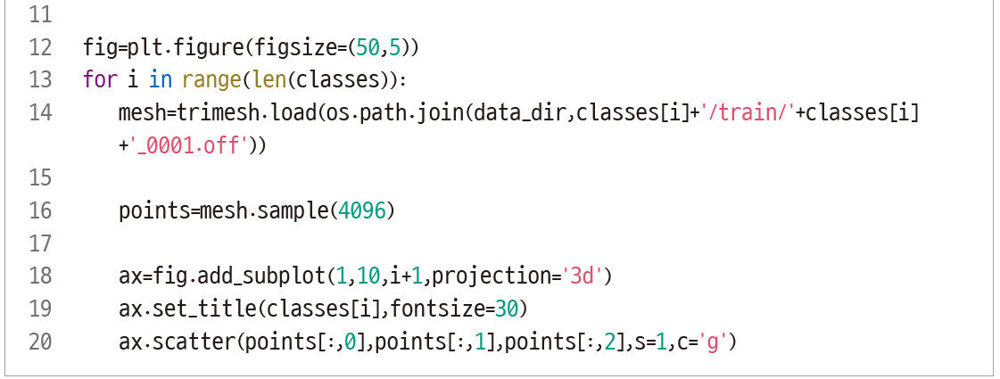 11
12 fig=plt.figure(figsize=(50,5))
13 for i in range(len(classes)):
14 mesh=trimesh.load(os.path.join(data_dir,classes[i]+'/train/'+classes[i]
+'_0001.off'))
15
16 points=mesh.sample(4096)
17
18 ax=fig.add_subplot(1,10,i+1,projection='3d')
19 ax.set_title(classes[i],fontsize=30)
20 ax.scatter(points[:,0],points[:,1],points[:,2],s=1,c='g')